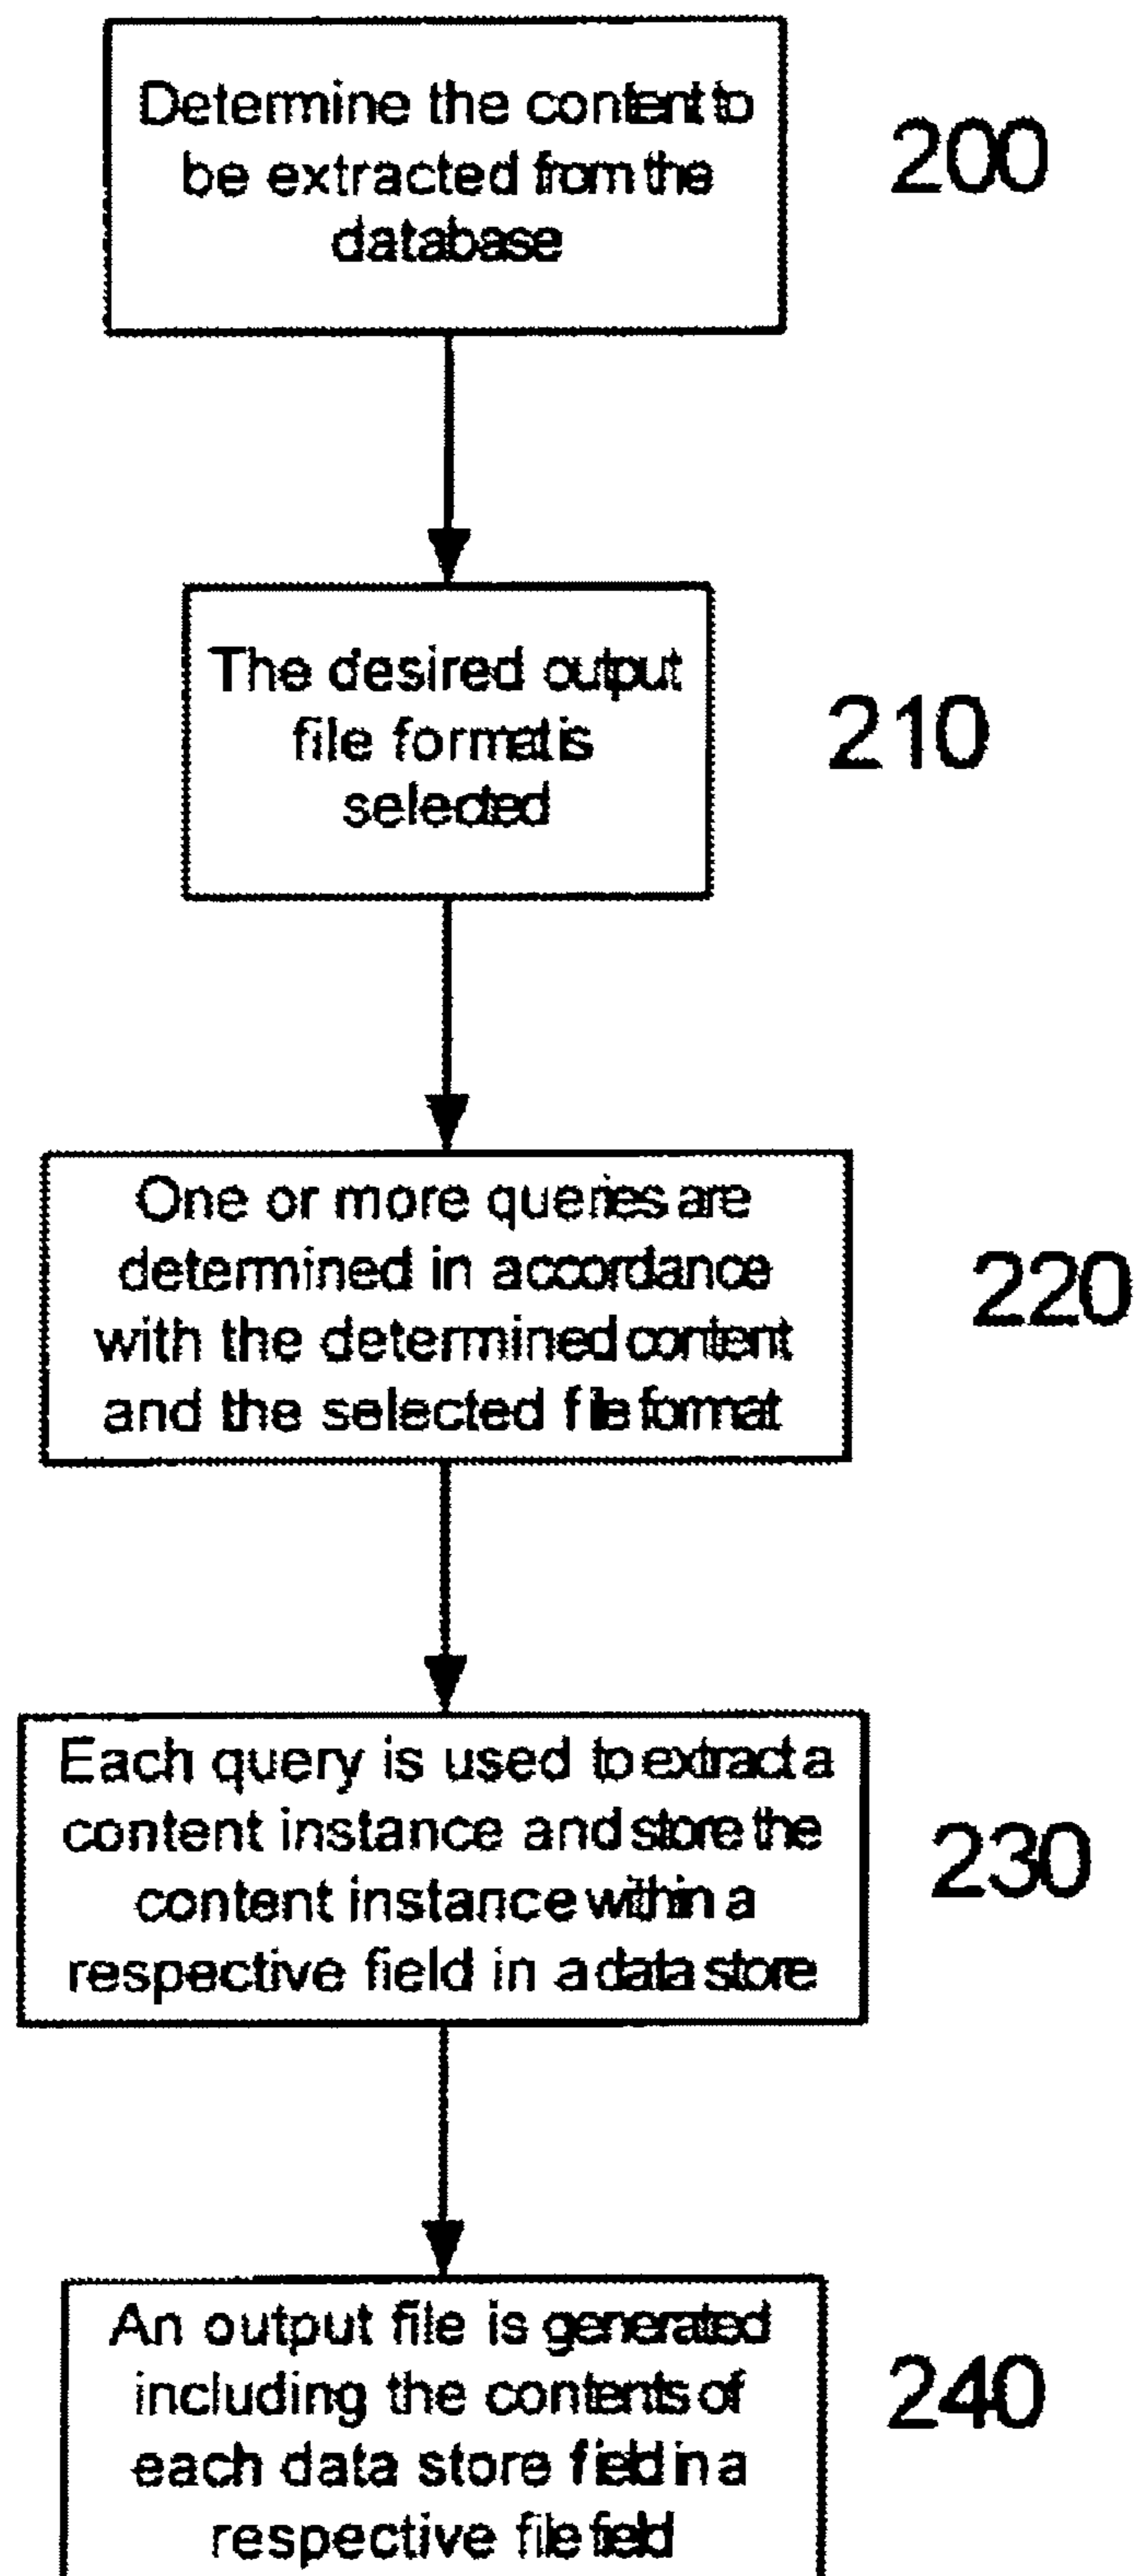 Determine the content to
be extracted from the
database
200
The desired output
file format is
selected
210
One or more queries are
determined in accordance
with the determined content
and the selected file format
220
Each query is used to extract a
content instance and store the
content instance within a
respective field in a data store
230
An output file is generated
including the contents of
each data store field in a
respective file field
240